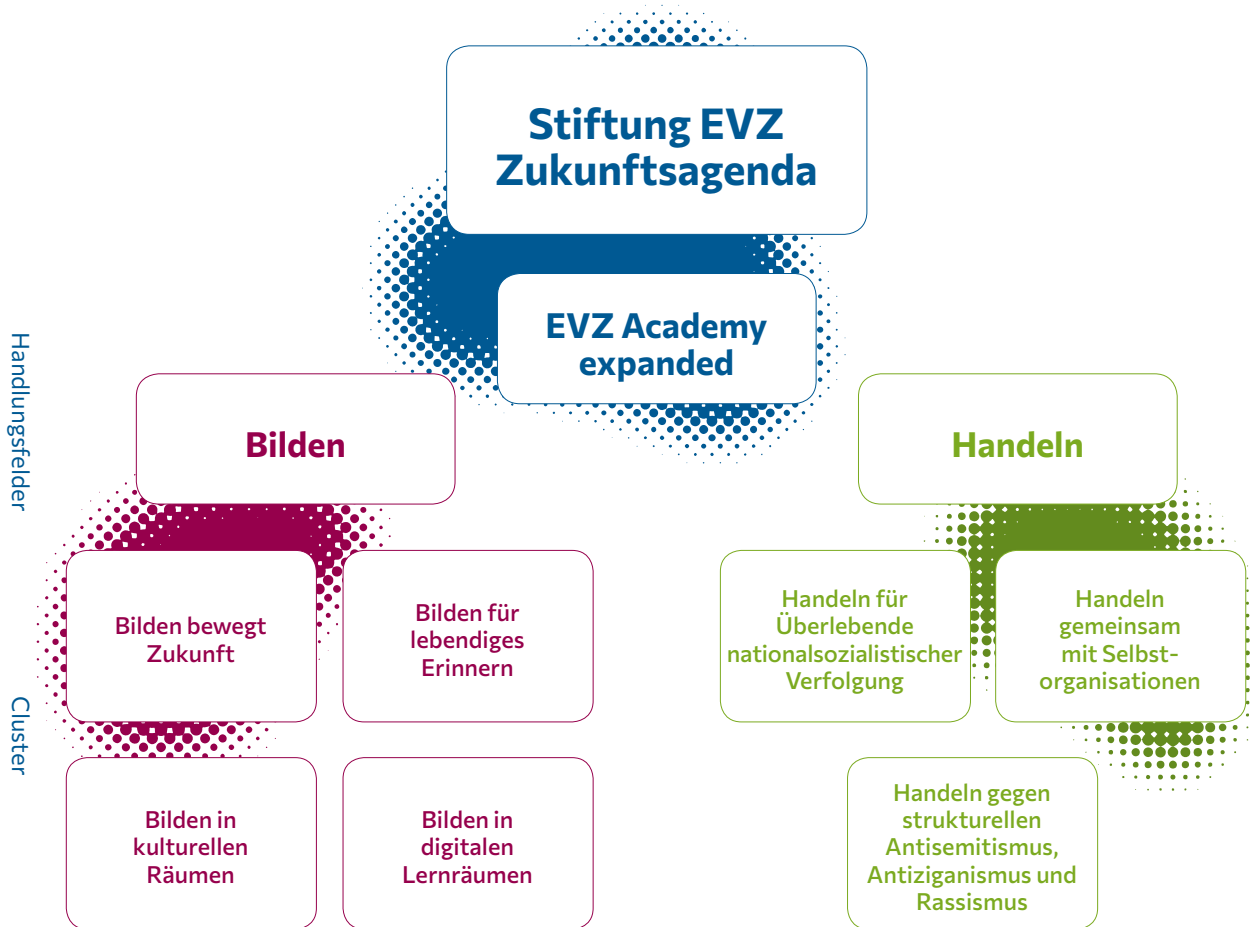 Stiftung EVZ
Zukunftsagenda
EVZ Academy
expanded
Handlungsfelder
Bilden
Handeln
Cluster
Bilden bewegt
Zukunft
Bilden für
lebendiges
Erinnern
Handeln für
Überlebende
nationalsozialistischer
Verfolgung
Handeln
gemeinsam
mit Selbst-
organisationen
Bilden in
kulturellen
Räumen
Bilden in
digitalen
Lernräumen
Handeln gegen
strukturellen
Antisemitismus,
Antiziganismus und
Rassismus